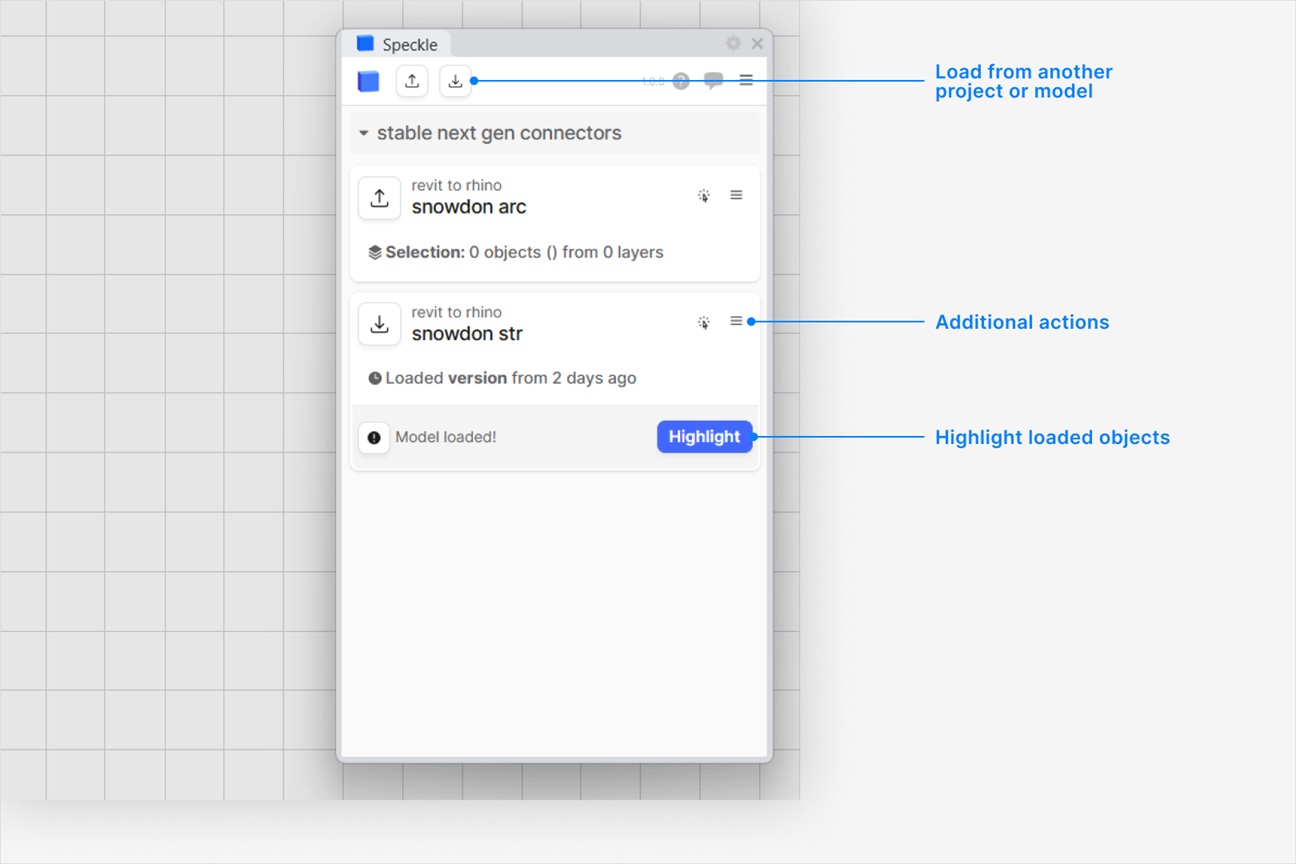 Speckle
1.0.0
Load from another
project or model
stable next gen connectors
revit to rhino
snowdon arc
Selection: 0 objects () from 0 layers
revit to rhino
snowdon str
Additional actions
Loaded version from 2 days ago
Model loaded!
Highlight
Highlight loaded objects